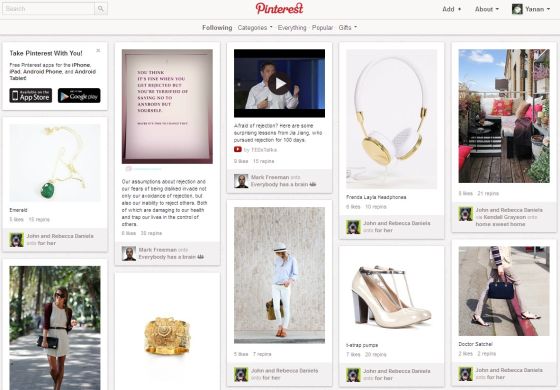 Search
Pinterest
Add +
About
Yanan
Following · Categories · Everything · Popular · Gifts
Take Pinterest With You!
×
Free Pinterest apps for the iPhone,
iPad, Android Phone, and Android
Tablet!
Available on the
App Store
Google play
Emerald
5 likes 15 repins
John and Rebecca Daniels
onto for her
YOU THINK
IT'S FINE WHEN YOU
GET REJECTED BUT
YOU'RE TERRIFIED OF
SAYING NO TO
ANYBODY BUT
YOURSELF.
MAYBE IT'S TIME TO CHANGE THAT.
Our assumptions about rejection and
our fears of being disliked invade not
only our avoidance of rejection, but
also our inability to reject others. Both
of which are damaging to our health
and trap our lives in the control of
others.
8 likes 35 repins
Mark Freeman onto
Everybody has a brain
Afraid of rejection? Here are some
surprising lessons from Jia Jiang, who
pursued rejection for 100 days.
by TEDxTalks
9 likes 15 repins
Mark Freeman onto
Everybody has a brain
5 likes 7 repins
John and Rebecca Daniels
onto for her
Frends Layla Headphones
6 likes 10 repins
John and Rebecca Daniels
onto for her
t-strap pumps
7 likes 20 repins
John and Rebecca Daniels
onto for her
5 likes 21 repins
John and Rebecca Daniels
via Kendall Grayson onto
home sweet home
Doctor Satchel
2 likes 2 repins
John and Rebecca Daniels
onto for her